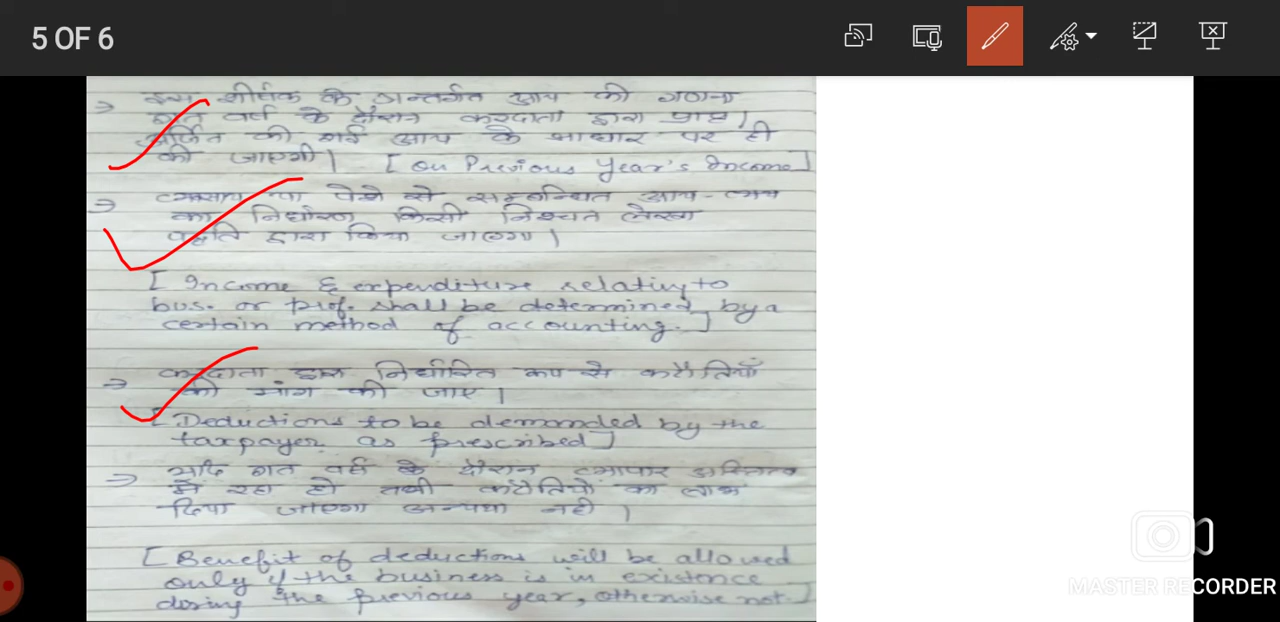 5 OF 6
⇒ इस शीर्षक के अन्तर्गत आय की गणना
गत वर्ष के दौरान करदाता द्वारा प्राप्त/
अर्जित की गई आय के आधार पर ही
की जाएगी। [on Previous Year's Income]
⇒ व्यवसाय या पेशे से सम्बन्धित आय-व्यय
का निर्धारण किसी निश्चत लेखा
पद्धति द्वारा किया जाएगा।
[Income & expenditure relating to
bus. or prof. shall be determined by a
certain method of accounting.]
⇒ करदाता द्वारा निर्धारित रूप से कटौतियाँ
की मांग की जाए।
[Deductions to be demanded by the
taxpayer as prescribed]
⇒ यदि गत वर्ष के दौरान व्यापार अस्तित्व
में रहा हो तभी कटौतियों का लाभ
दिया जाएगा अन्यथा नही।
[Benefit of deductions will be allowed
only if the business is in existence
during the previous year, otherwise not.]
MASTER RECORDER